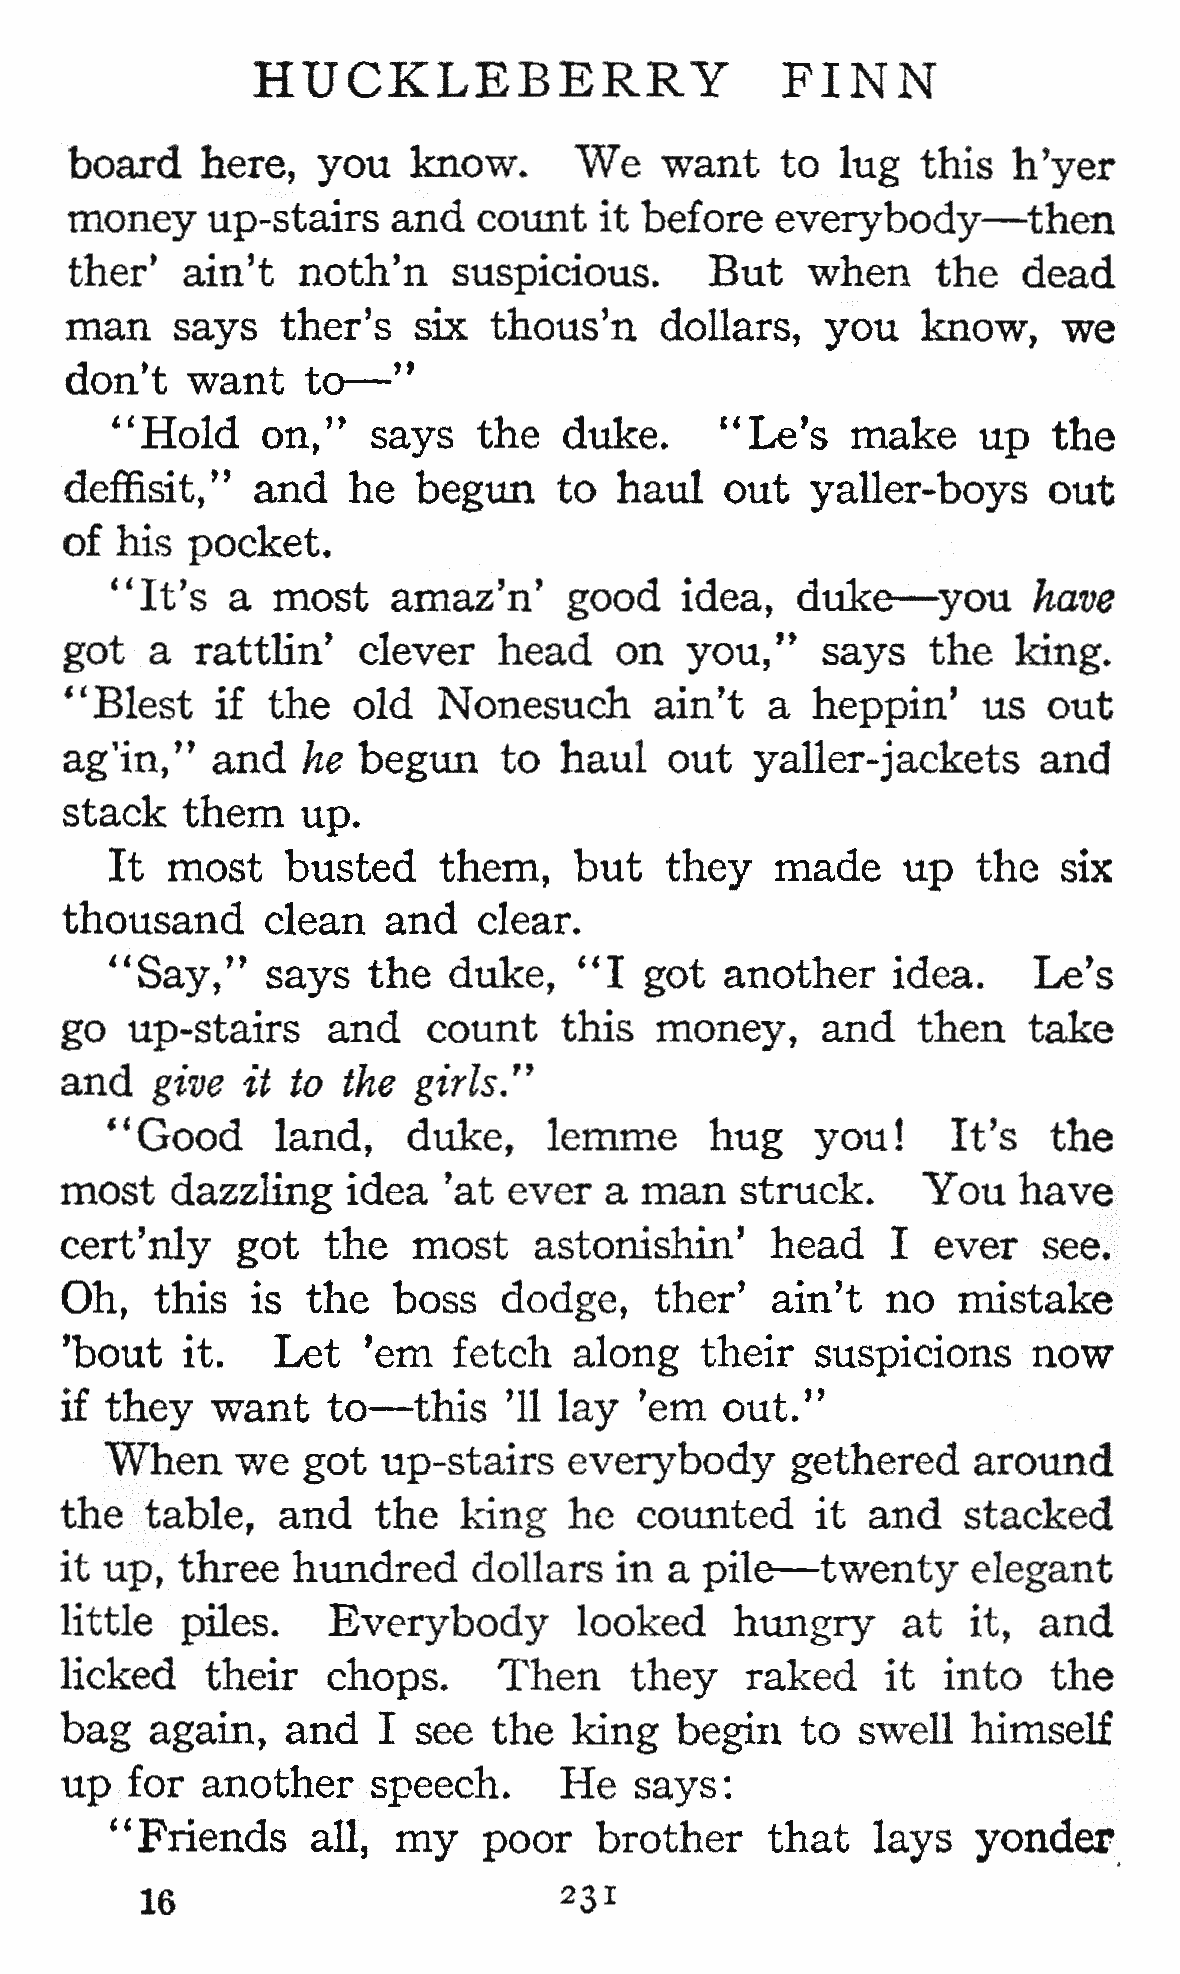 HUCKLEBERRY FINN
board here, you know. We want to lug this h'yer
money up-stairs and count it before everybody—then
ther' ain't noth'n suspicious. But when the dead
man says ther's six thous'n dollars, you know, we
don't want to—"
"Hold on," says the duke. "Le's make up the
deffisit," and he begun to haul out yaller-boys out
of his pocket.
"It's a most amaz'n' good idea, duke—you have
got a rattlin' clever head on you," says the king.
"Blest if the old Nonesuch ain't a heppin' us out
ag'in," and he begun to haul out yaller-jackets and
stack them up.
It most busted them, but they made up the six
thousand clean and clear.
"Say," says the duke, "I got another idea. Le's
go up-stairs and count this money, and then take
and give it to the girls."
"Good land, duke, lemme hug you! It's the
most dazzling idea 'at ever a man struck. You have
cert'nly got the most astonishin' head I ever see.
Oh, this is the boss dodge, ther' ain't no mistake
'bout it. Let 'em fetch along their suspicions now
if they want to—this 'll lay 'em out."
When we got up-stairs everybody gethered around
the table, and the king he counted it and stacked
it up, three hundred dollars in a pile—twenty elegant
little piles. Everybody looked hungry at it, and
licked their chops. Then they raked it into the
bag again, and I see the king begin to swell himself
up for another speech. He says:
"Friends all, my poor brother that lays yonder
16 231